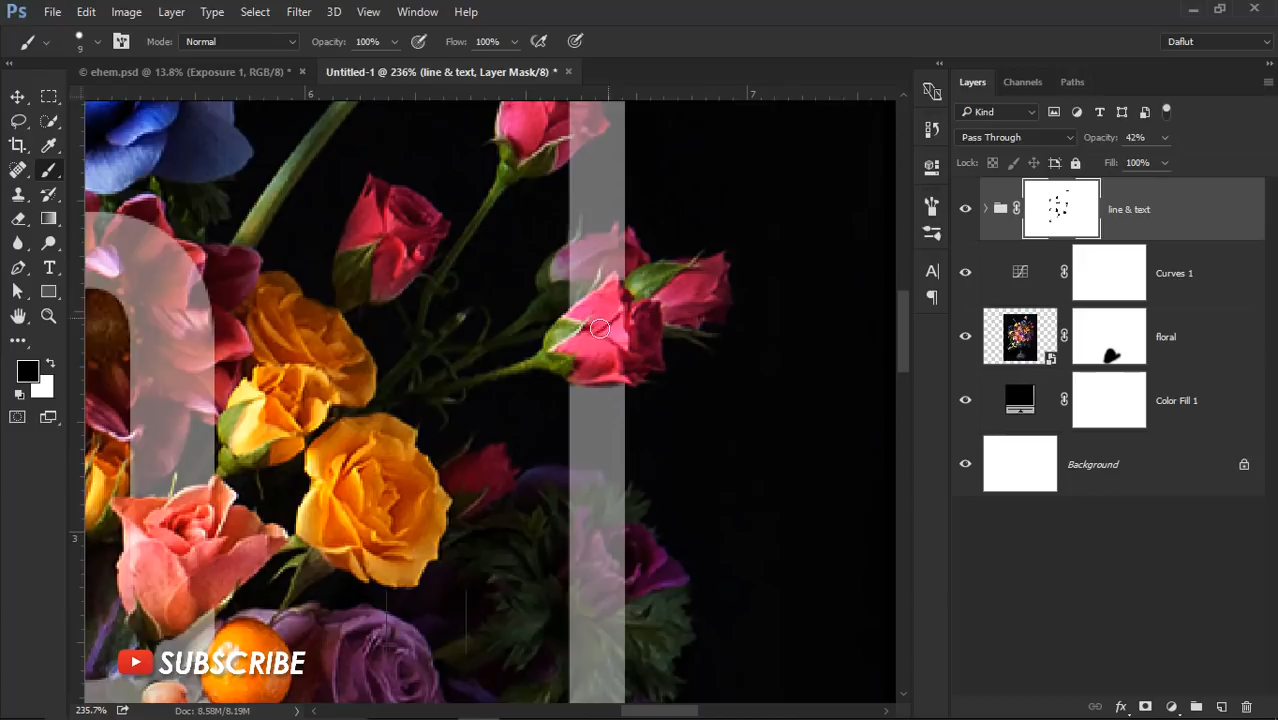 Ps File Edit Image Layer Type Select Filter 3D View Window Help
9 Mode: Normal Opacity: 100% Flow: 100% Daflut
© ehem.psd @ 13.8% (Exposure 1, RGB/8) * × Untitled-1 @ 236% (line & text, Layer Mask/8) * ×
Layers Channels Paths
6 7
Kind
Pass Through Opacity: 42%
Lock: Fill: 100%
line & text
Curves 1
floral
Color Fill 1
Background
3
SUBSCRIBE
235.7% Doc: 8.58M/8.19M